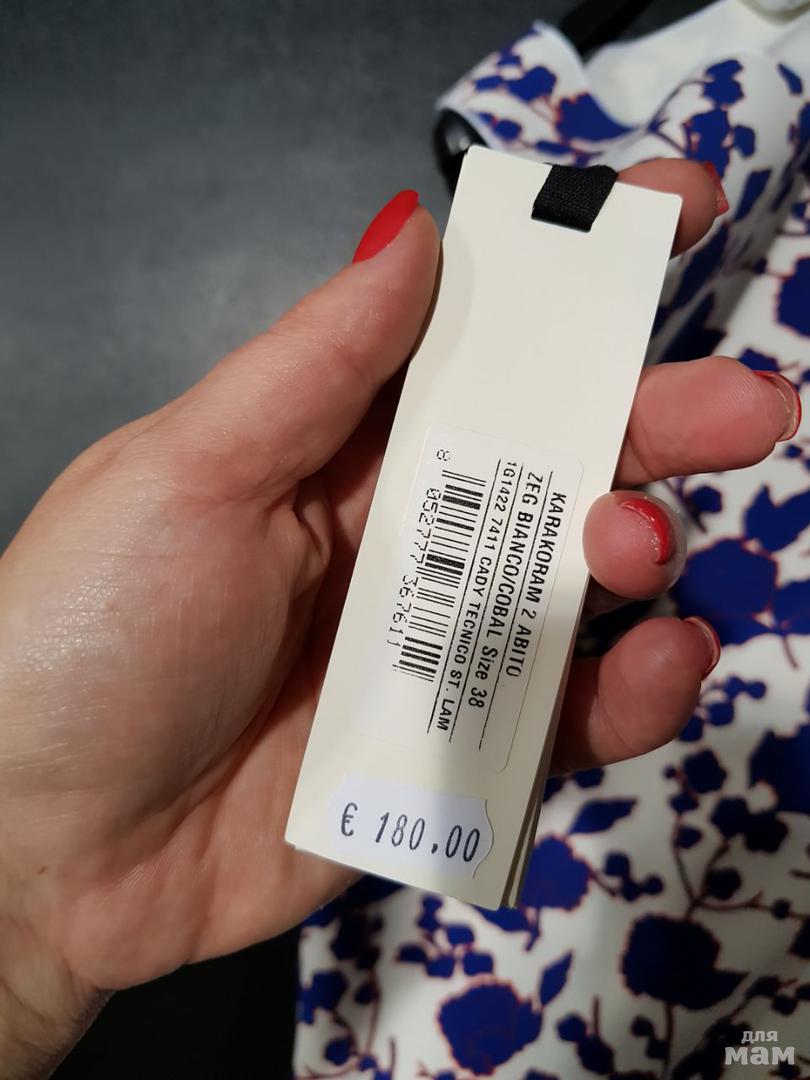 KARAKORAM 2 ABITO
ZFG BIANCO/COBAL Size 38
1G1422 7411 CADY TECNICO ST. LAM
8 052777 367611
€ 180.00
для
мам